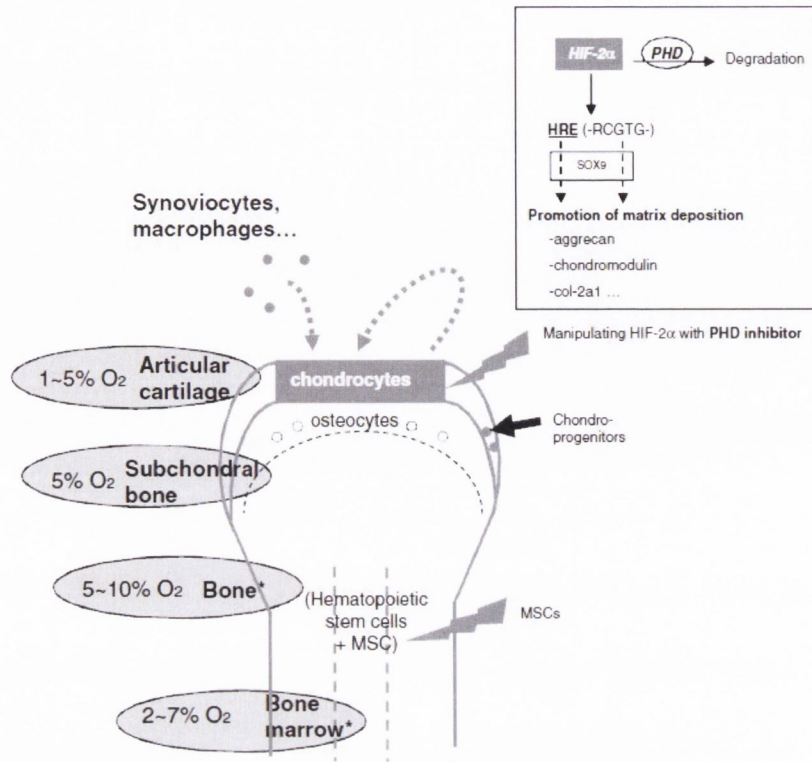 HIF-2α
PHD
Degradation
HRE (-RCGTG-)
SOX9
Promotion of matrix deposition
-aggrecan
-chondromodulin
-col-2a1 ...
Synoviocytes,
macrophages...
Manipulating HIF-2α with PHD inhibitor
1~5% O2 Articular
cartilage
chondrocytes
osteocytes
Chondro-
progenitors
5% O2 Subchondral
bone
5~10% O2 Bone*
(Hematopoietic
stem cells
+ MSC)
MSCs
2~7% O2 Bone
marrow*